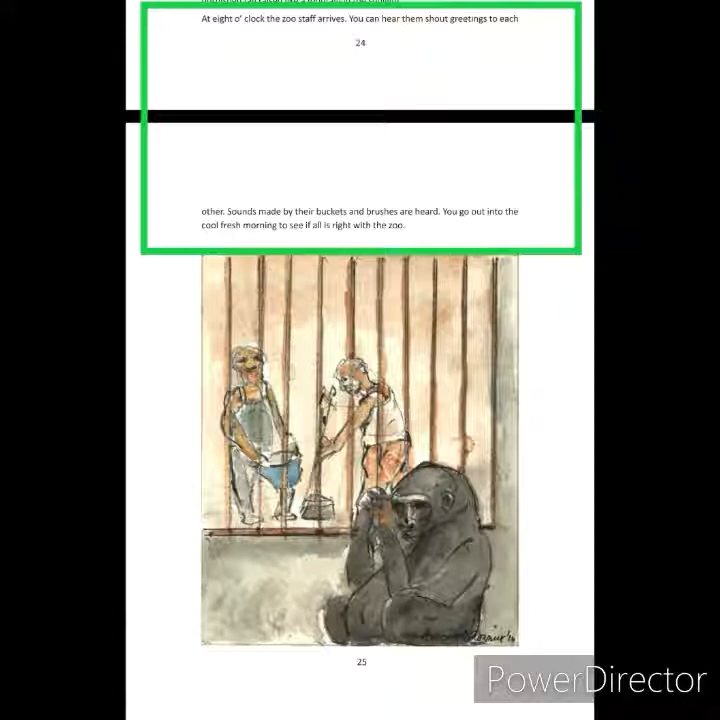 At eight o' clock the zoo staff arrives. You can hear them shout greetings to each
24
other. Sounds made by their buckets and brushes are heard. You go out into the
cool fresh morning to see if all is right with the zoo.
25
PowerDirector